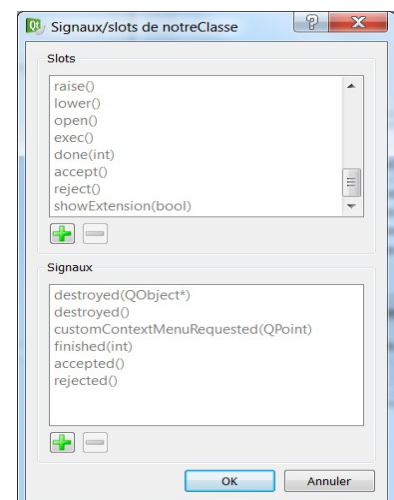 Signaux/slots de notreClasse
Slots
raise()
lower()
open()
exec()
done(int)
accept()
reject()
showExtension(bool)
Signaux
destroyed(QObject*)
destroyed()
customContextMenuRequested(QPoint)
finished(int)
accepted()
rejected()
OK
Annuler